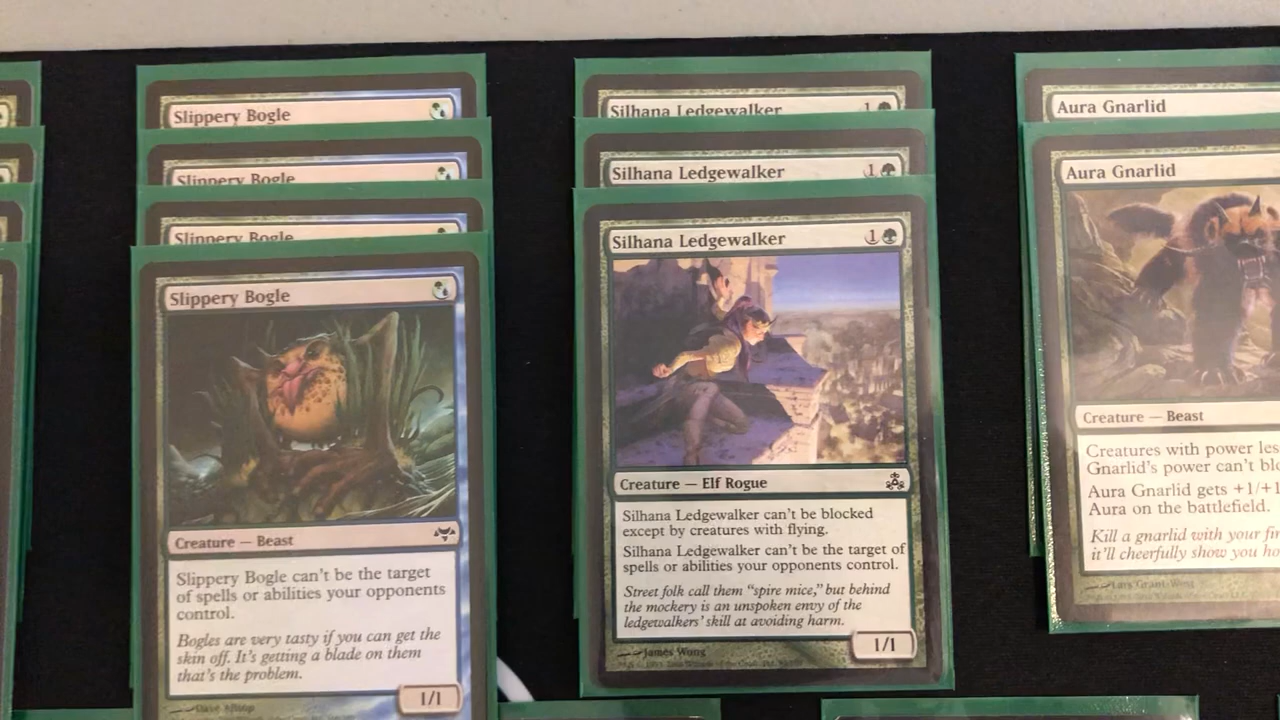 Slippery Bogle
Slippery Bogle
Slippery Bogle
Slippery Bogle
Creature — Beast
Slippery Bogle can't be the target
of spells or abilities your opponents
control.
Bogles are very tasty if you can get the
skin off. It's getting a blade on them
that's the problem.
1/1
Silhana Ledgewalker 1
Silhana Ledgewalker 1
Silhana Ledgewalker 1
Creature — Elf Rogue
Silhana Ledgewalker can't be blocked
except by creatures with flying.
Silhana Ledgewalker can't be the target of
spells or abilities your opponents control.
Street folk call them "spire mice," but behind
the mockery is an unspoken envy of the
ledgewalkers' skill at avoiding harm.
1/1
James Wong
Aura Gnarlid
Aura Gnarlid
Creature — Beast
Creatures with power les
Gnarlid's power can't blo
Aura Gnarlid gets +1/+1
Aura on the battlefield.
Kill a gnarlid with your fir
it'll cheerfully show you ho
Lars Grant-West